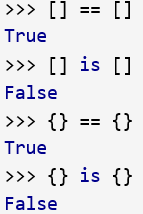 >>> [] == []
True
>>> [] is []
False
>>> {} == {}
True
>>> {} is {}
False